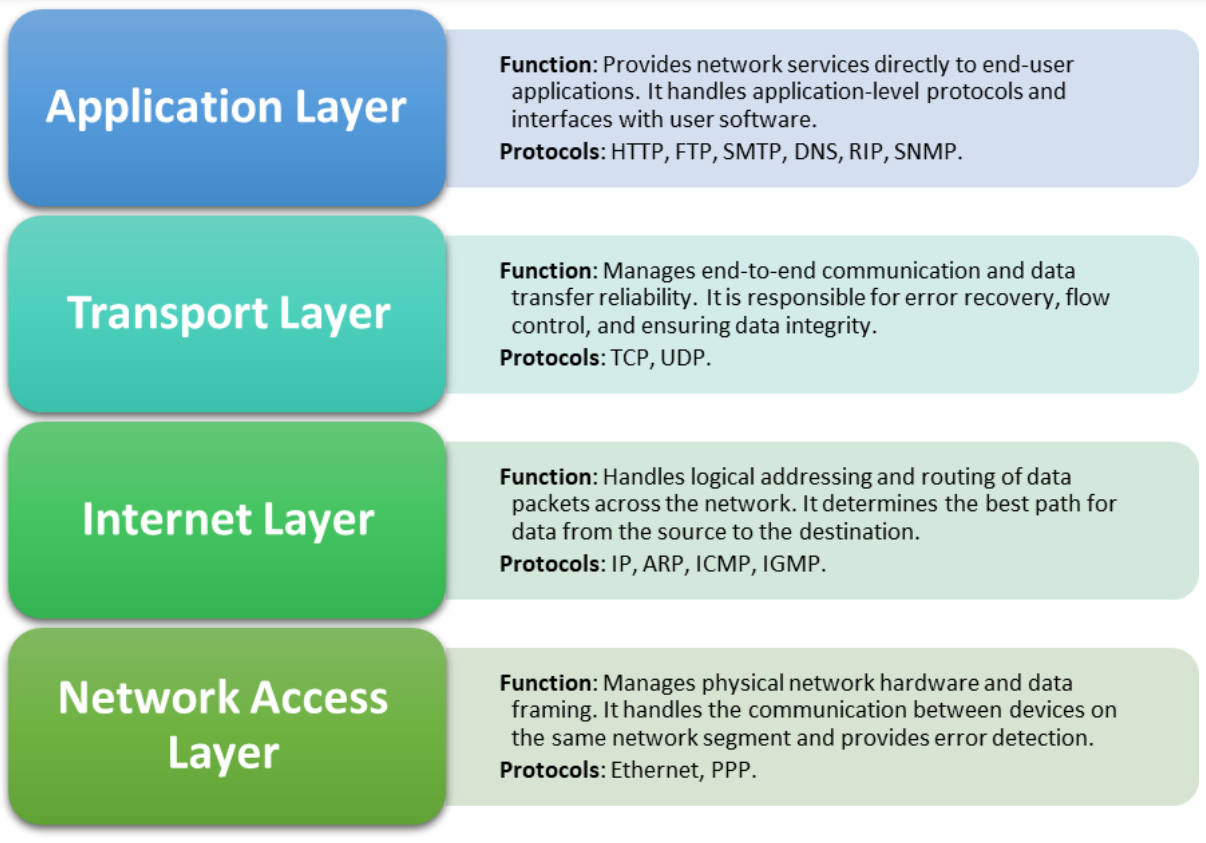 Application Layer
Function: Provides network services directly to end-user
applications. It handles application-level protocols and
interfaces with user software.
Protocols: HTTP, FTP, SMTP, DNS, RIP, SNMP.
Transport Layer
Function: Manages end-to-end communication and data
transfer reliability. It is responsible for error recovery, flow
control, and ensuring data integrity.
Protocols: TCP, UDP.
Internet Layer
Function: Handles logical addressing and routing of data
packets across the network. It determines the best path for
data from the source to the destination.
Protocols: IP, ARP, ICMP, IGMP.
Network Access
Layer
Function: Manages physical network hardware and data
framing. It handles the communication between devices on
the same network segment and provides error detection.
Protocols: Ethernet, PPP.